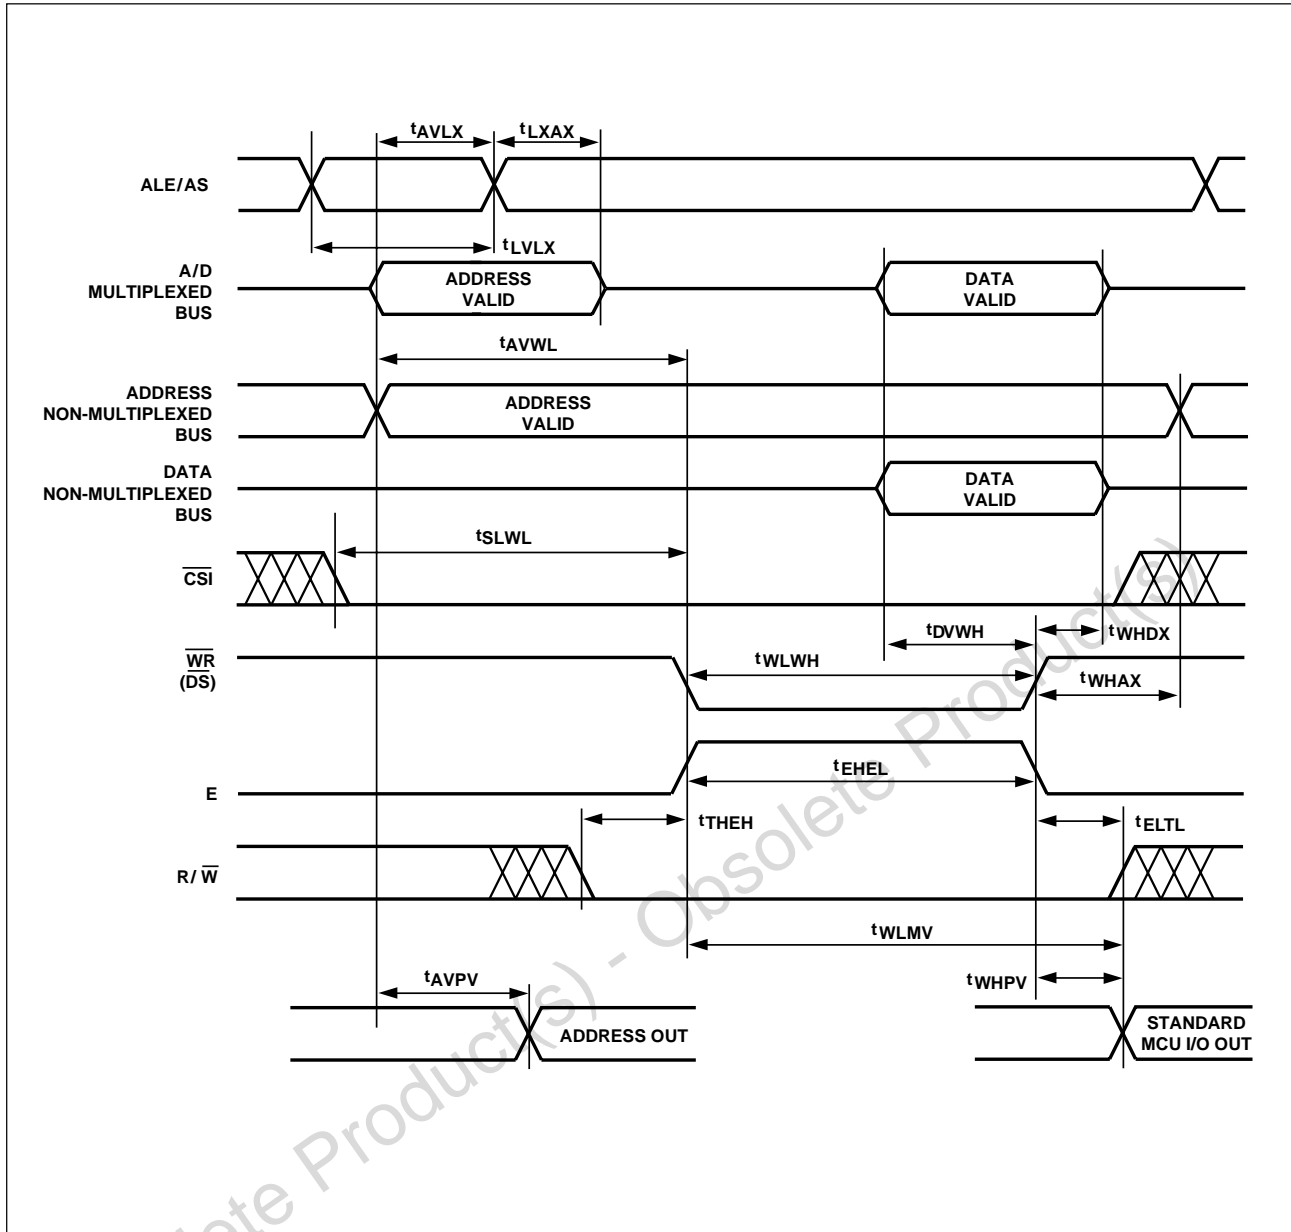 tAVLX
tLXAX
ALE/AS
tLVLX
A/D
MULTIPLEXED
BUS
ADDRESS
VALID
DATA
VALID
tAVWL
ADDRESS
NON-MULTIPLEXED
BUS
ADDRESS
VALID
DATA
NON-MULTIPLEXED
BUS
DATA
VALID
tSLWL
CSI
tDVWH
tWHDX
WR
(DS)
tWLWH
tWHAX
tEHEL
E
tTHEH
tELTL
R/W
tWLMV
tAVPV
tWHPV
ADDRESS OUT
STANDARD
MCU I/O OUT
lete Product(s) - Obsolete Product(s)